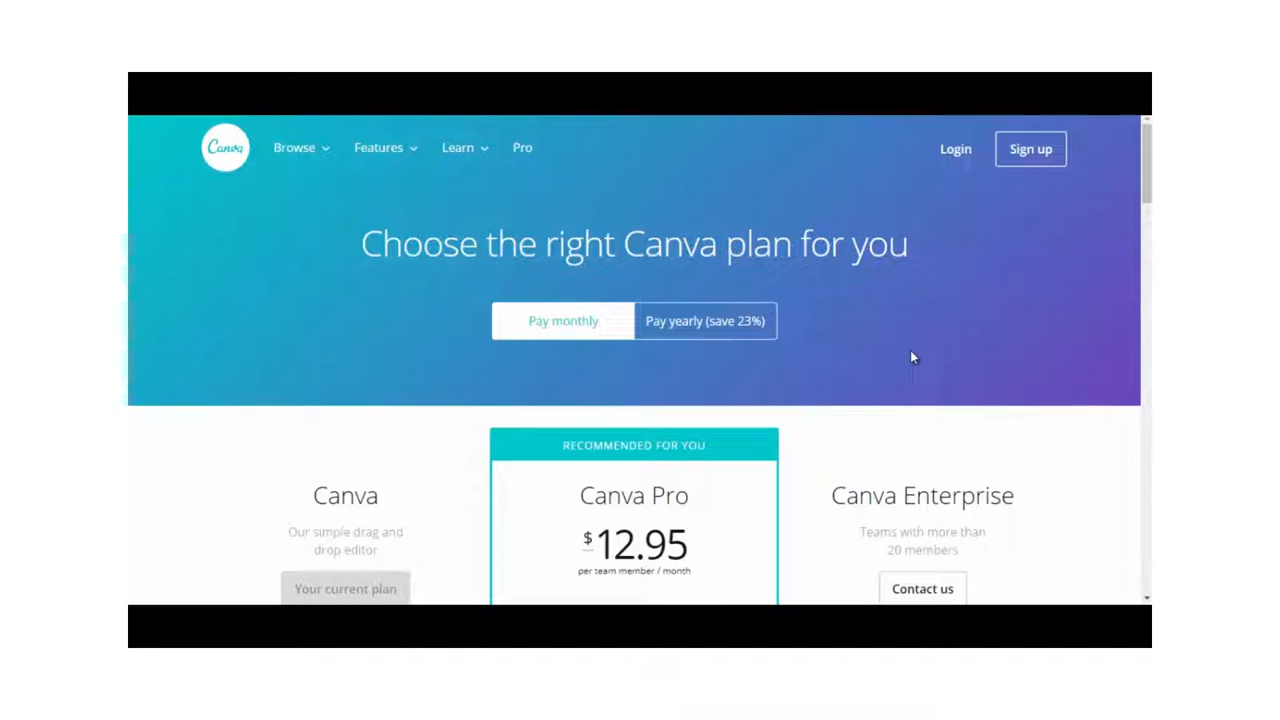 Canva
Browse
Features
Learn
Pro
Login
Sign up
Choose the right Canva plan for you
Pay monthly
Pay yearly (save 23%)
RECOMMENDED FOR YOU
Canva
Our simple drag and
drop editor
Your current plan
Canva Pro
$12.95
per team member / month
Canva Enterprise
Teams with more than
20 members
Contact us